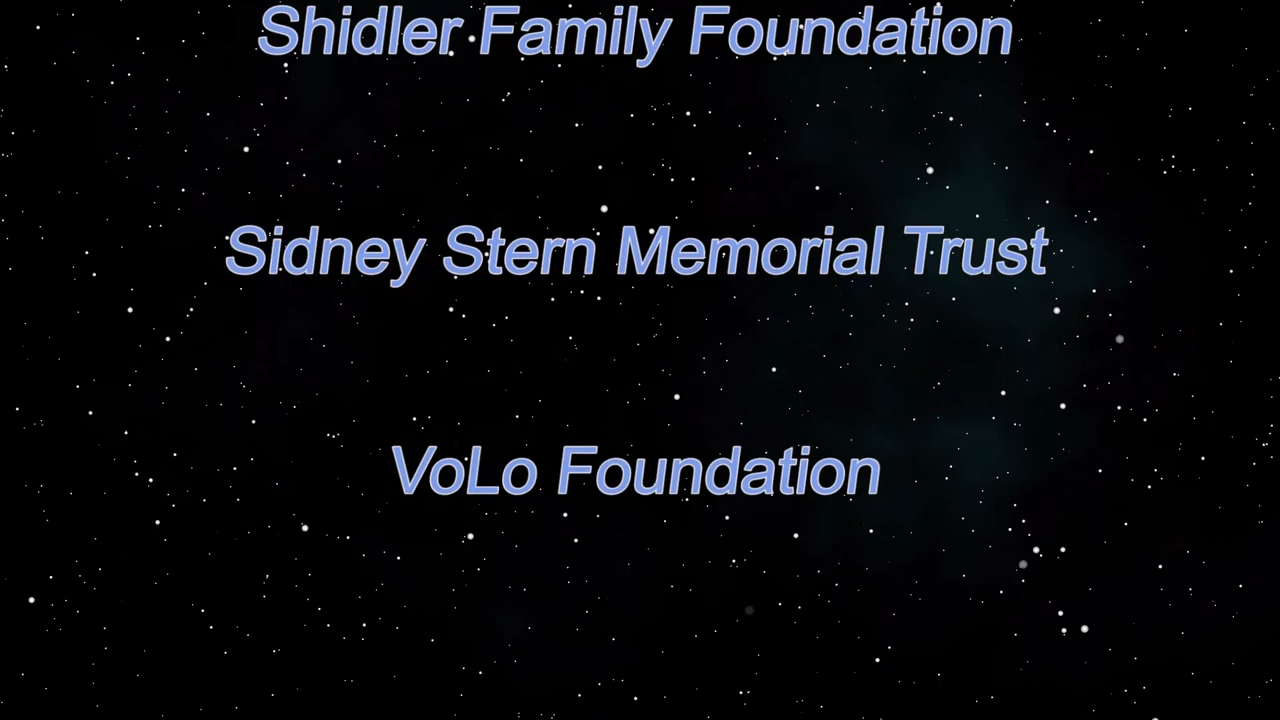 Shidler Family Foundation
Sidney Stern Memorial Trust
VoLo Foundation